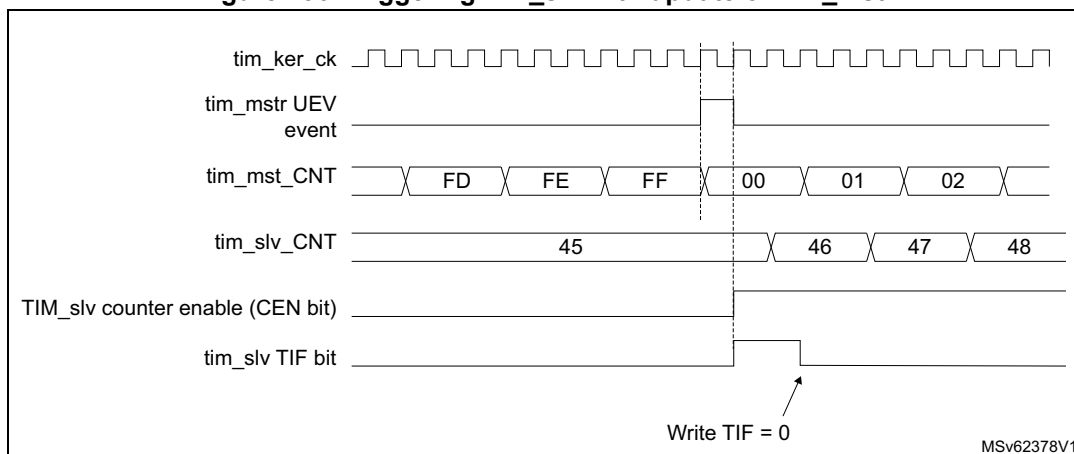 tim_ker_ck
tim_mstr UEV
event
tim_mst_CNT
FD FE FF 00 01 02
tim_slv_CNT
45 46 47 48
TIM_slv counter enable (CEN bit)
tim_slv TIF bit
Write TIF = 0
MSv62378V1